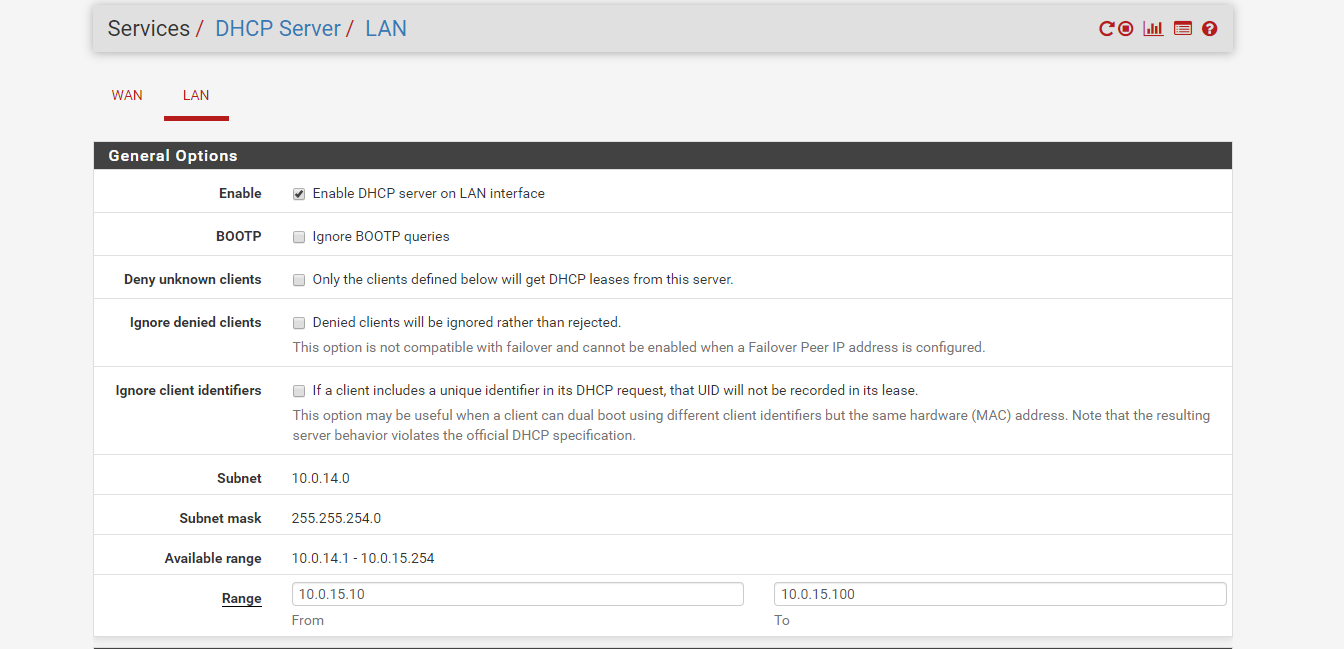 Services / DHCP Server / LAN
WAN LAN
General Options
Enable Enable DHCP server on LAN interface
BOOTP Ignore BOOTP queries
Deny unknown clients Only the clients defined below will get DHCP leases from this server.
Ignore denied clients Denied clients will be ignored rather than rejected.
This option is not compatible with failover and cannot be enabled when a Failover Peer IP address is configured.
Ignore client identifiers If a client includes a unique identifier in its DHCP request, that UID will not be recorded in its lease.
This option may be useful when a client can dual boot using different client identifiers but the same hardware (MAC) address. Note that the resulting
server behavior violates the official DHCP specification.
Subnet 10.0.14.0
Subnet mask 255.255.254.0
Available range 10.0.14.1 - 10.0.15.254
Range 10.0.15.10 10.0.15.100
From To